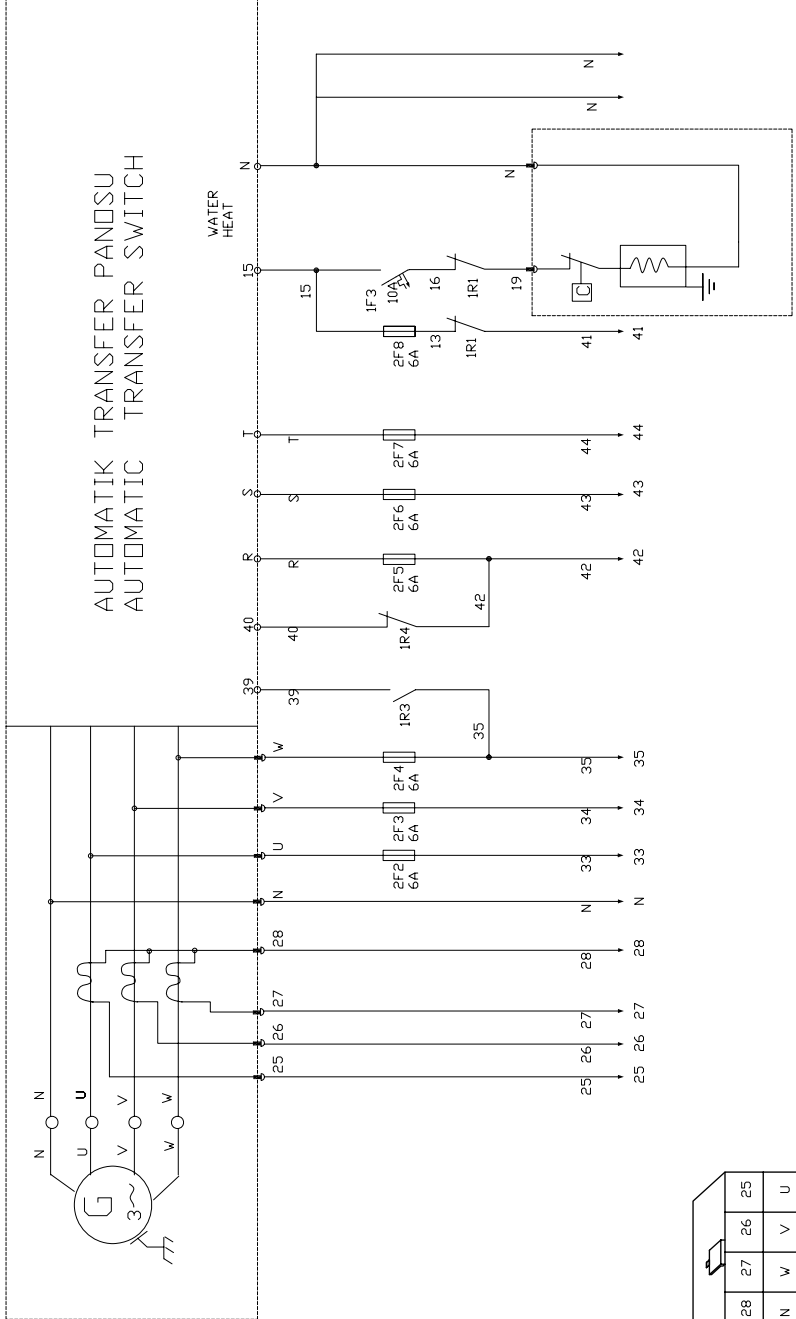 N N
U U
G
AUTOMATIK TRANSFER PANOSU
V V
3~
AUTOMATIC TRANSFER SWITCH
W W
WATER
HEAT
39 40 R S T 15 N
25 26 27 28 N U V W
39 40 R S T
15
1F3
10A
2F2
6A
2F3
6A
2F4
6A
1R3
1R4
2F5
6A
2F6
6A
2F7
6A
2F8
6A
13
16
1R1
1R1
35
42
19
N
25 26 27 28 N 33 34 35 42 43 44 41 N N
C
25 26 27 28 N 33 34 35 42 43 44 41
28 27 26 25
N W V U